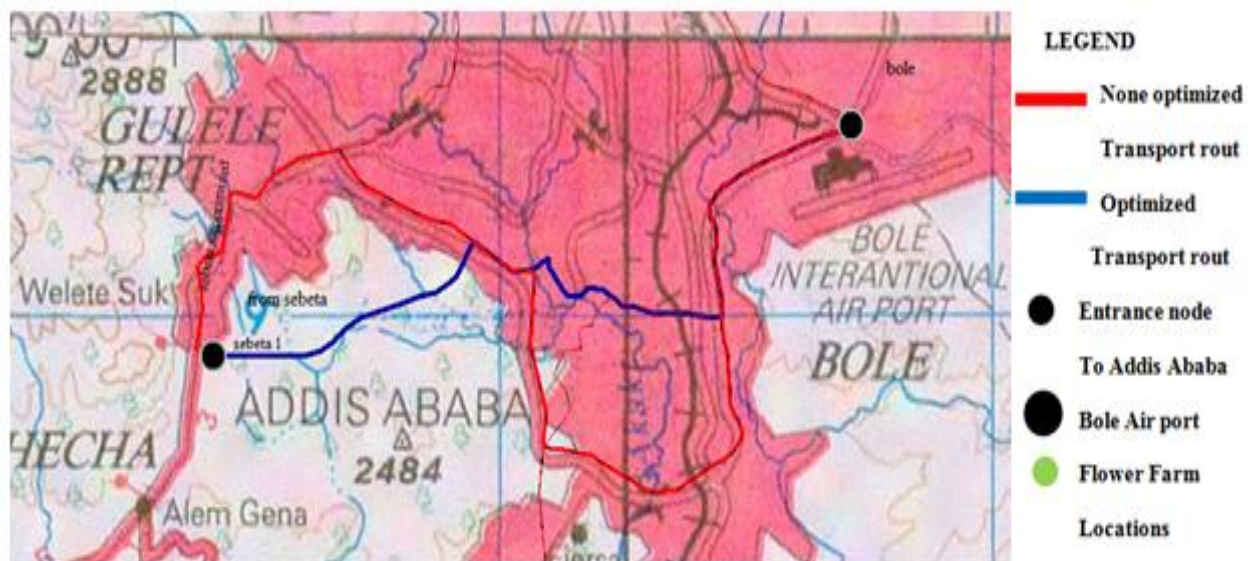 2888
GULELE
REPT
bole
Welete Suk
from sebeta
sebeta 1
ADDIS ABABA
2484
HECHA
Alem Gena
Akaki
BOLE
INTERANTIONAL
AIR PORT
BOLE
LEGEND
None optimized
Transport rout
Optimized
Transport rout
Entrance node
To Addis Ababa
Bole Air port
Flower Farm
Locations